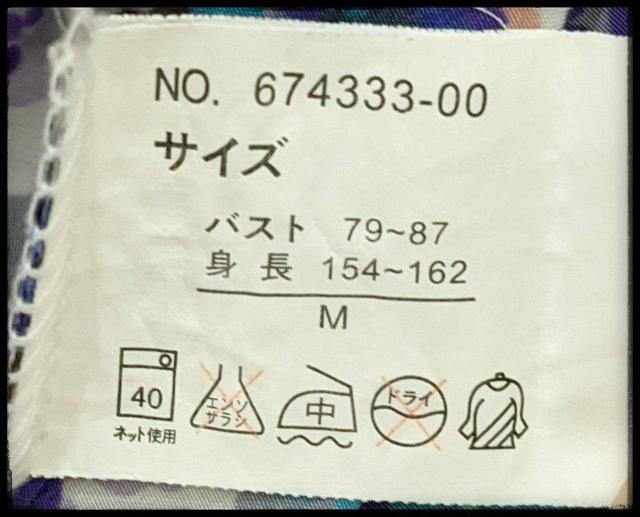 NO. 674333-00
サイズ
バスト 79~87
身長 154~162
M
40
ネット使用
エンソ
サラシ
中
ドライ